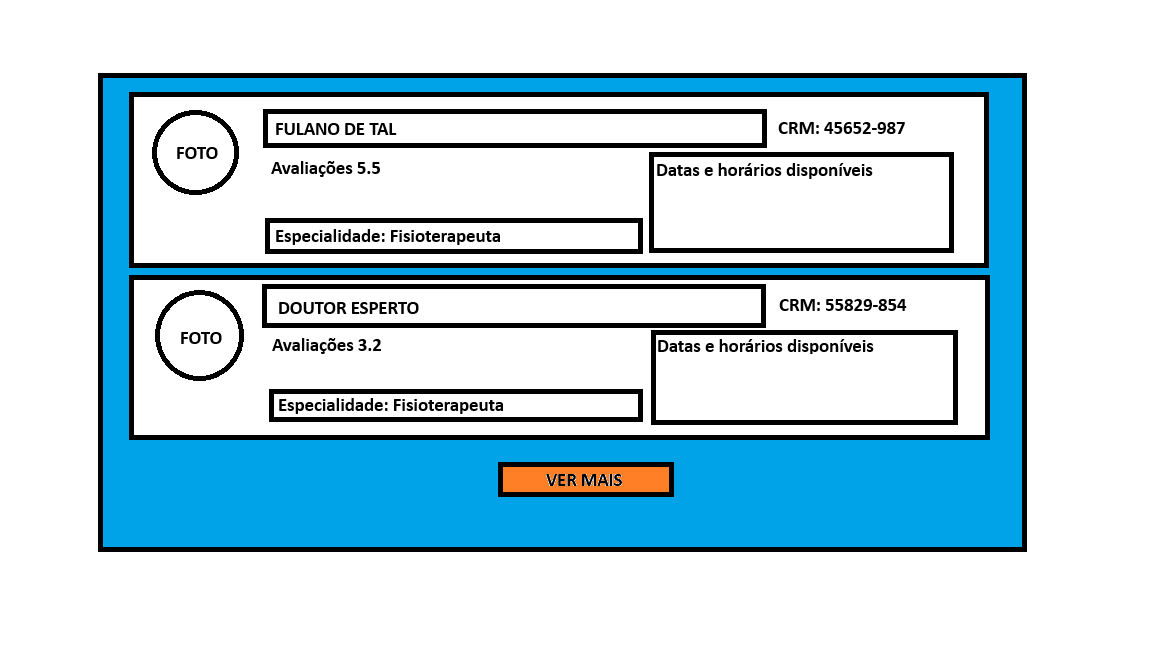 FOTO
FULANO DE TAL
CRM: 45652-987
Avaliações 5.5
Datas e horários disponíveis
Especialidade: Fisioterapeuta
FOTO
DOUTOR ESPERTO
CRM: 55829-854
Avaliações 3.2
Datas e horários disponíveis
Especialidade: Fisioterapeuta
VER MAIS